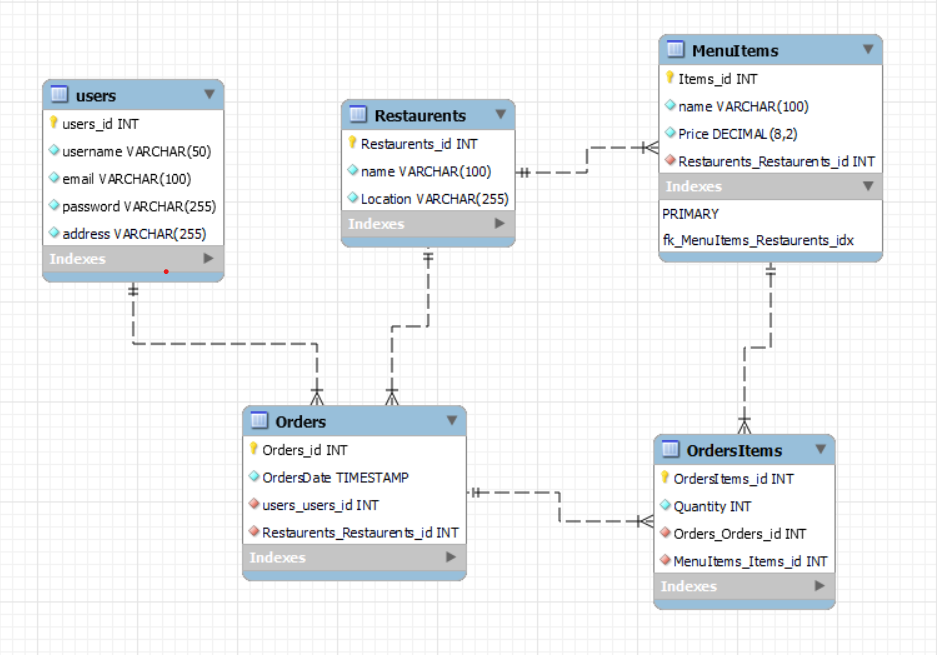 users
users_id INT
username VARCHAR(50)
email VARCHAR(100)
password VARCHAR(255)
address VARCHAR(255)
Indexes
Restaurents
Restaurents_id INT
name VARCHAR(100)
Location VARCHAR(255)
Indexes
MenuItems
Items_id INT
name VARCHAR(100)
Price DECIMAL(8,2)
Restaurents_Restaurents_id INT
Indexes
PRIMARY
fk_MenuItems_Restaurents_idx
Orders
Orders_id INT
OrdersDate TIMESTAMP
users_users_id INT
Restaurents_Restaurents_id INT
Indexes
OrdersItems
OrdersItems_id INT
Quantity INT
Orders_Orders_id INT
MenuItems_Items_id INT
Indexes